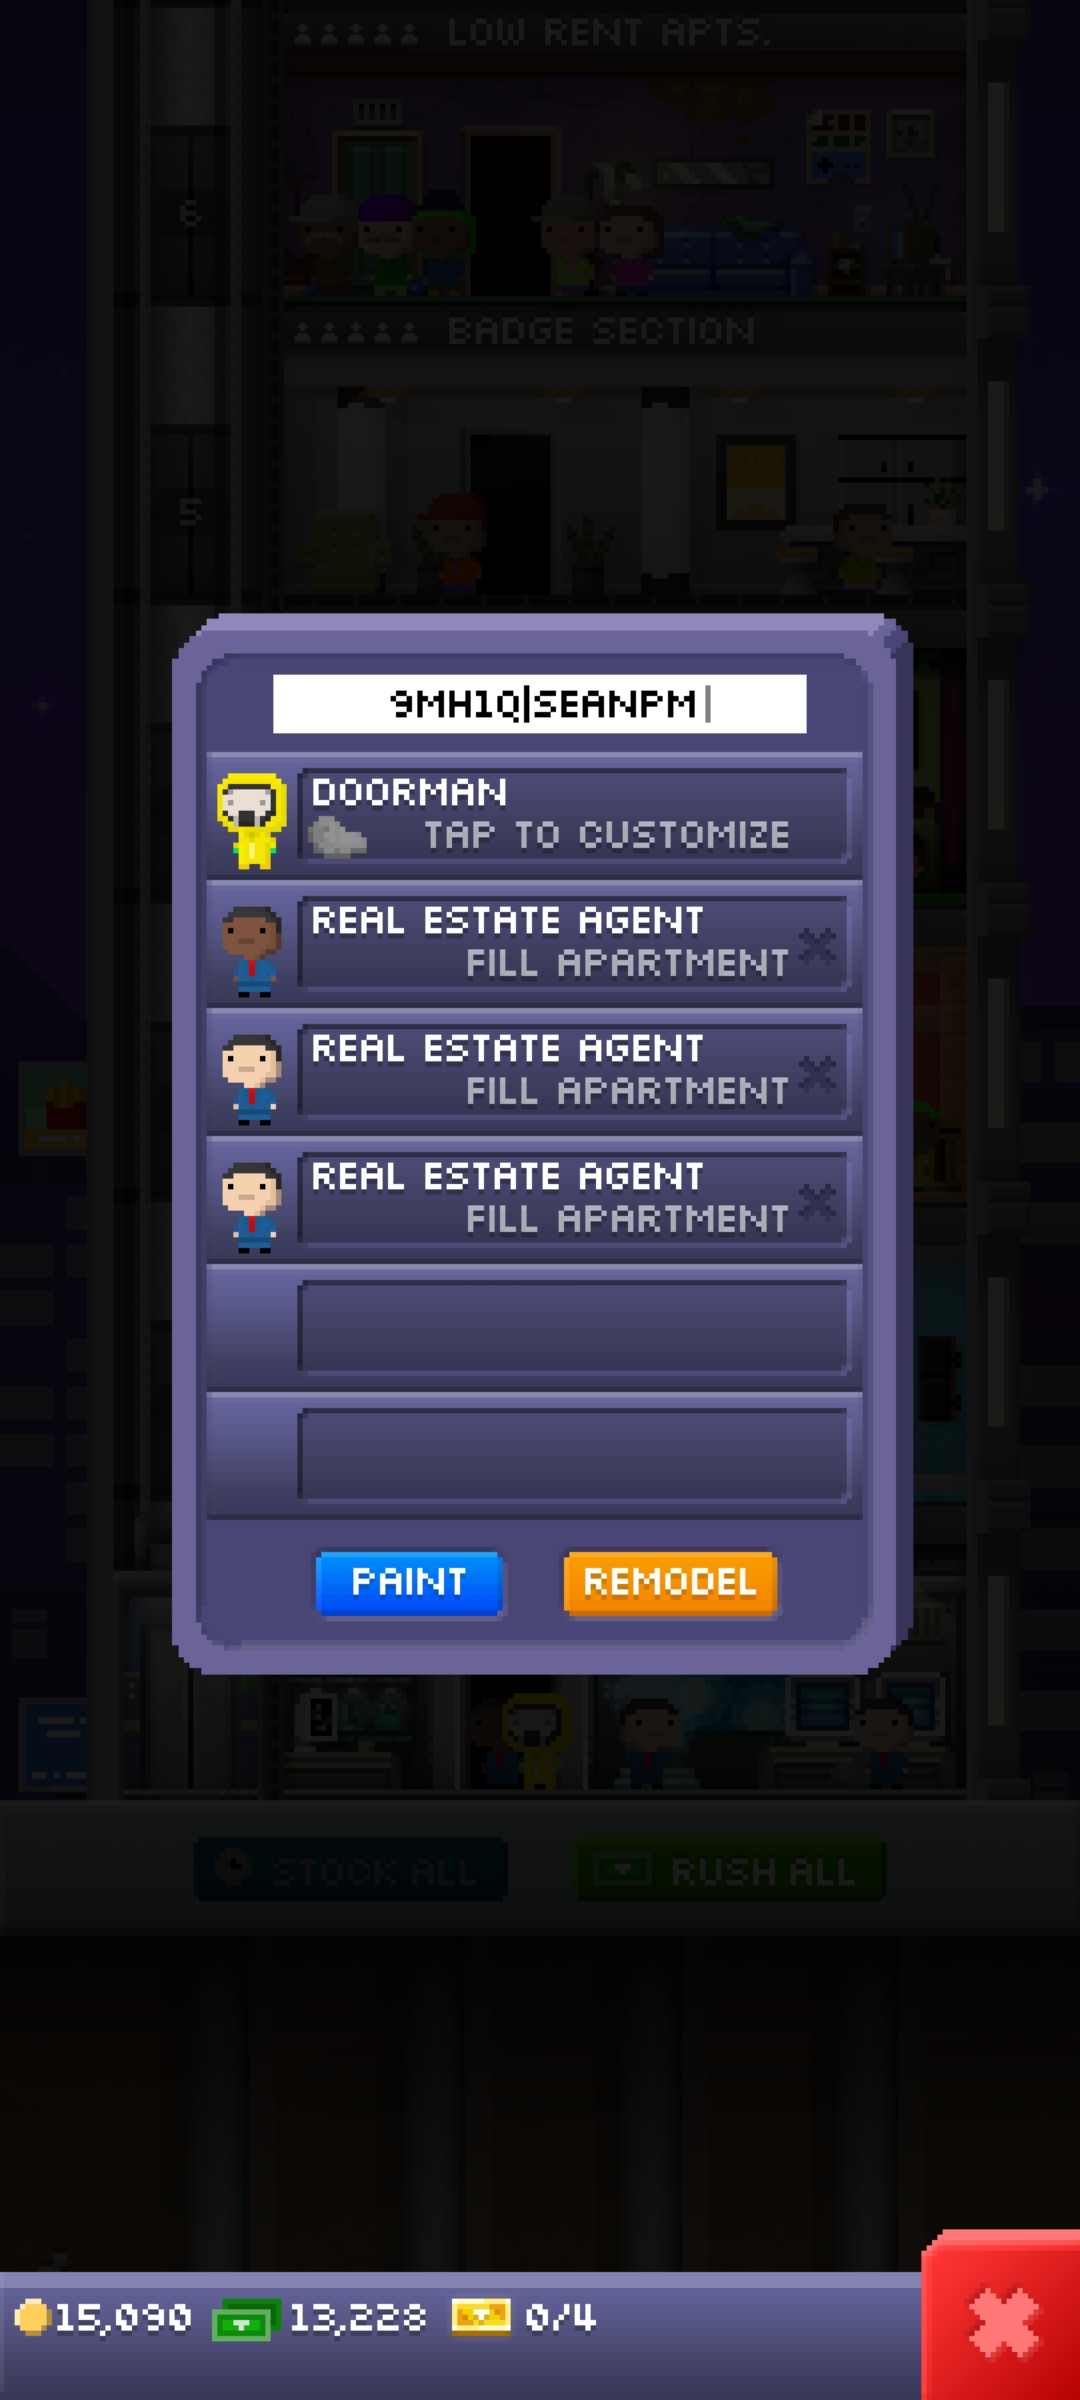 LOW RENT APTS.
6
BADGE SECTION
5
9MH1Q|SEANPM|
DOORMAN
TAP TO CUSTOMIZE
REAL ESTATE AGENT
FILL APARTMENT
REAL ESTATE AGENT
FILL APARTMENT
REAL ESTATE AGENT
FILL APARTMENT
PAINT REMODEL
STOCK ALL RUSH ALL
15,090 13,228 0/4